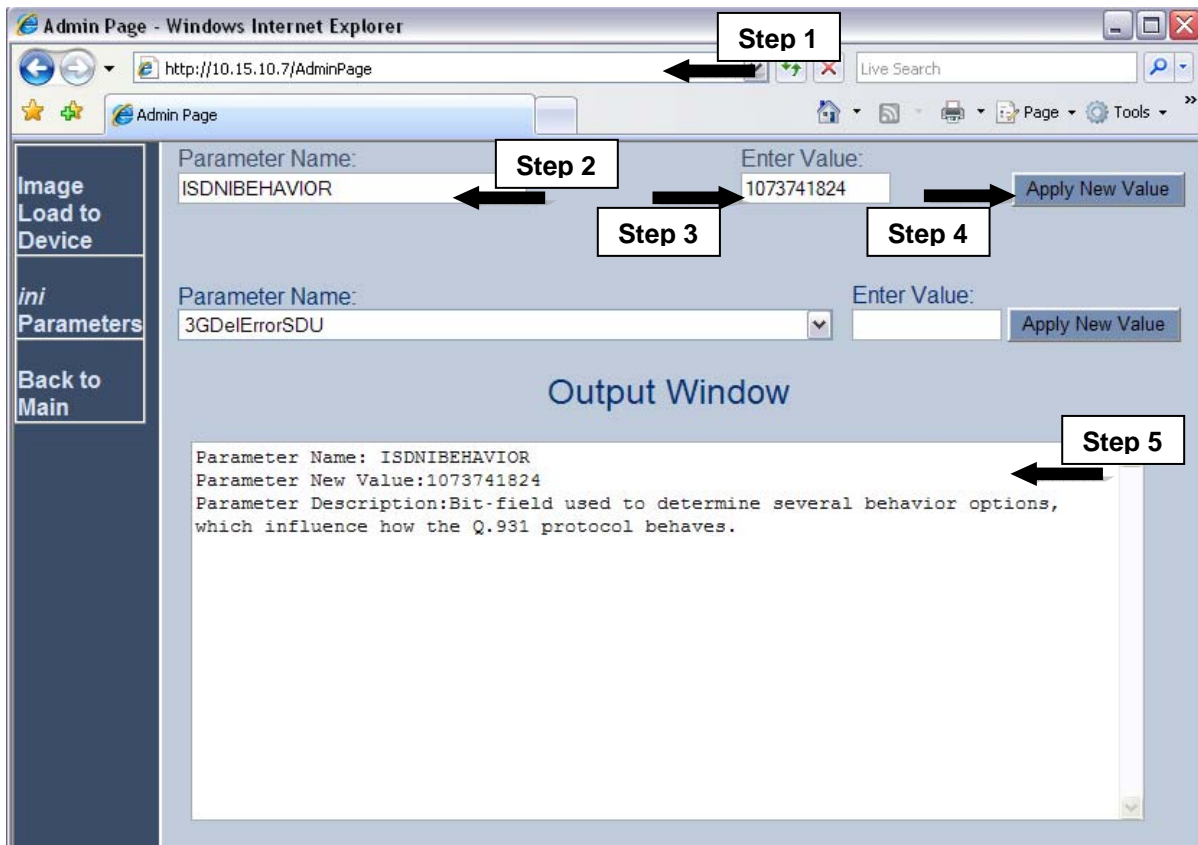 Admin Page - Windows Internet Explorer
Step 1
http://10.15.10.7/AdminPage
Live Search
Admin Page
Page
Tools
Image
Load to
Device
ini
Parameters
Back to
Main
Parameter Name:
Step 2
Enter Value:
ISDNIBEHAVIOR
1073741824
Apply New Value
Step 3
Step 4
Parameter Name:
Enter Value:
3GDelErrorSDU
Apply New Value
Output Window
Step 5
Parameter Name: ISDNIBEHAVIOR
Parameter New Value:1073741824
Parameter Description:Bit-field used to determine several behavior options,
which influence how the Q.931 protocol behaves.